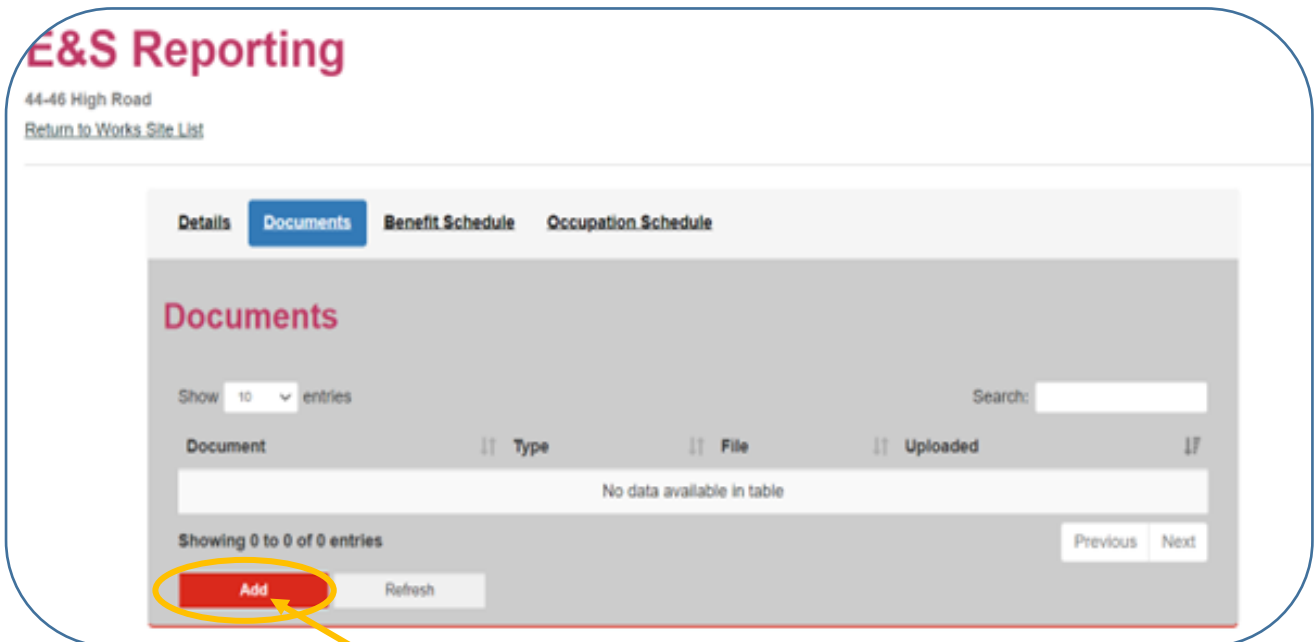 E&S Reporting
44-46 High Road
Return to Works Site List
Details Documents Benefit Schedule Occupation Schedule
Documents
Show 10 entries Search:
Document Type File Uploaded
No data available in table
Showing 0 to 0 of 0 entries Previous Next
Add Refresh